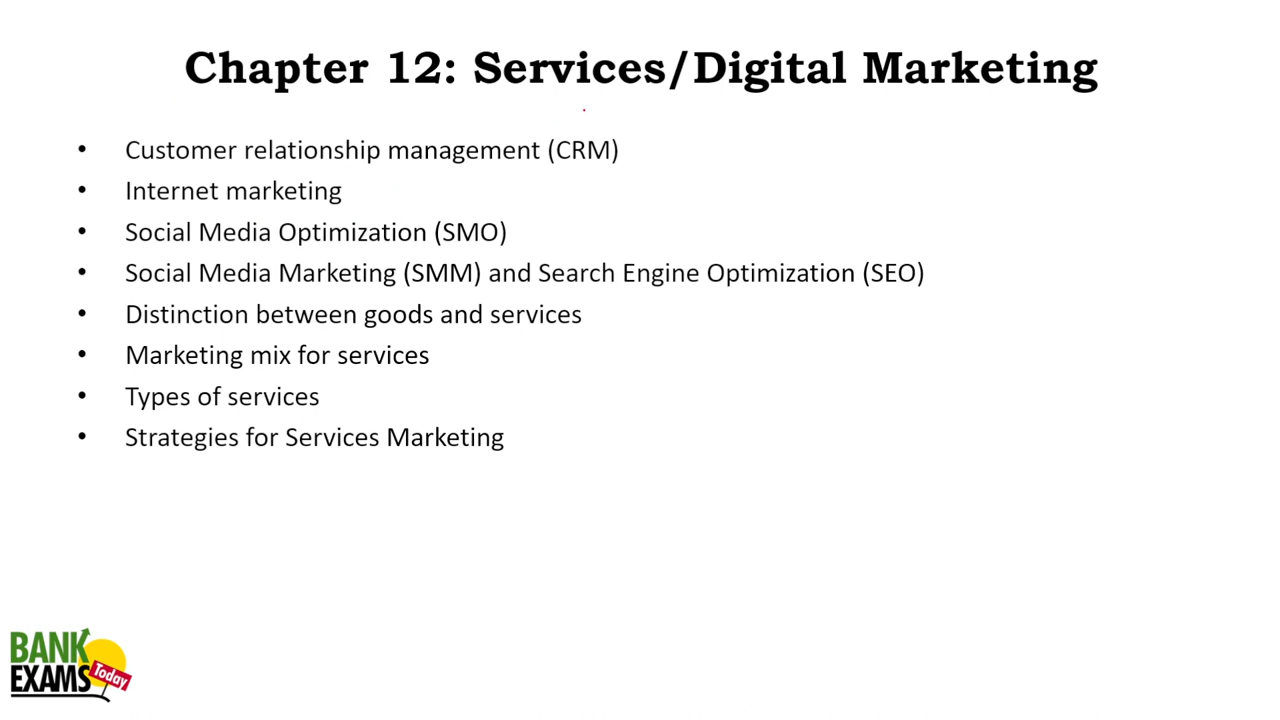 Chapter 12: Services/Digital Marketing
• Customer relationship management (CRM)
• Internet marketing
• Social Media Optimization (SMO)
• Social Media Marketing (SMM) and Search Engine Optimization (SEO)
• Distinction between goods and services
• Marketing mix for services
• Types of services
• Strategies for Services Marketing
BANK
EXAMS Today